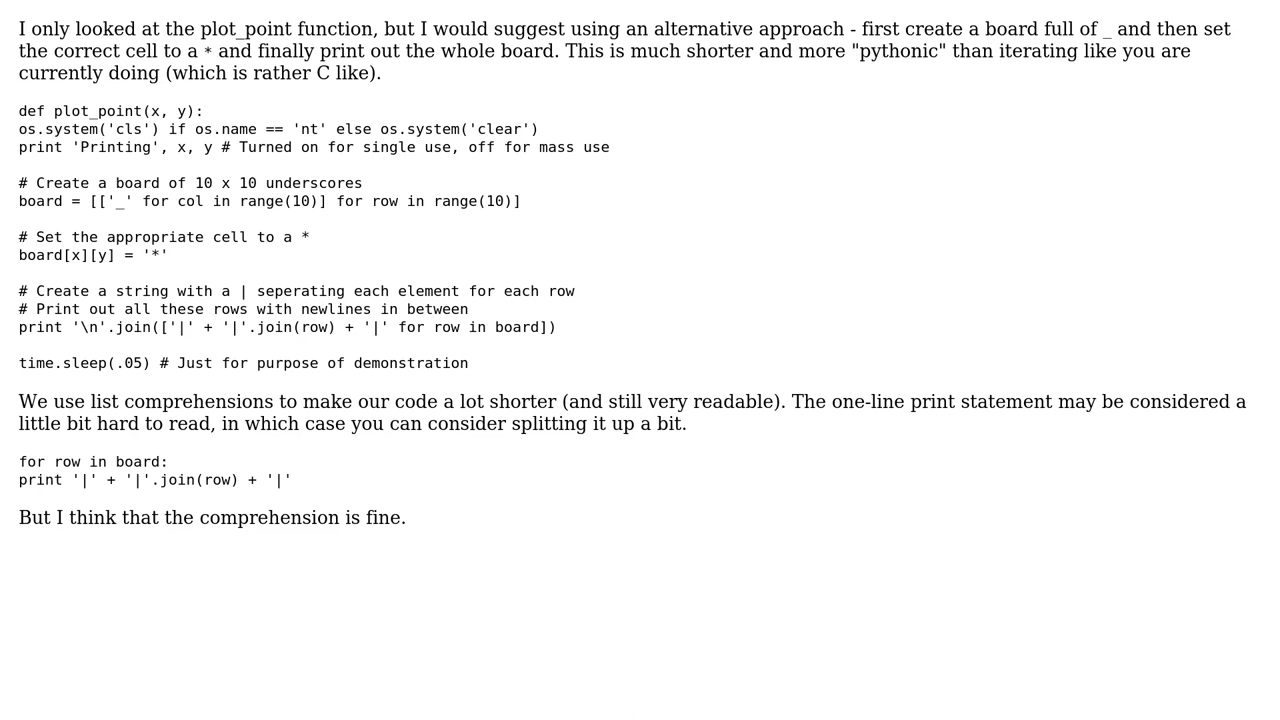 I only looked at the plot_point function, but I would suggest using an alternative approach - first create a board full of _ and then set
the correct cell to a * and finally print out the whole board. This is much shorter and more "pythonic" than iterating like you are
currently doing (which is rather C like).
def plot_point(x, y):
os.system('cls') if os.name == 'nt' else os.system('clear')
print 'Printing', x, y # Turned on for single use, off for mass use
# Create a board of 10 x 10 underscores
board = [['_' for col in range(10)] for row in range(10)]
# Set the appropriate cell to a *
board[x][y] = '*'
# Create a string with a | seperating each element for each row
# Print out all these rows with newlines in between
print '\n'.join(['|' + '|'.join(row) + '|' for row in board])
time.sleep(.05) # Just for purpose of demonstration
We use list comprehensions to make our code a lot shorter (and still very readable). The one-line print statement may be considered a
little bit hard to read, in which case you can consider splitting it up a bit.
for row in board:
print '|' + '|'.join(row) + '|'
But I think that the comprehension is fine.